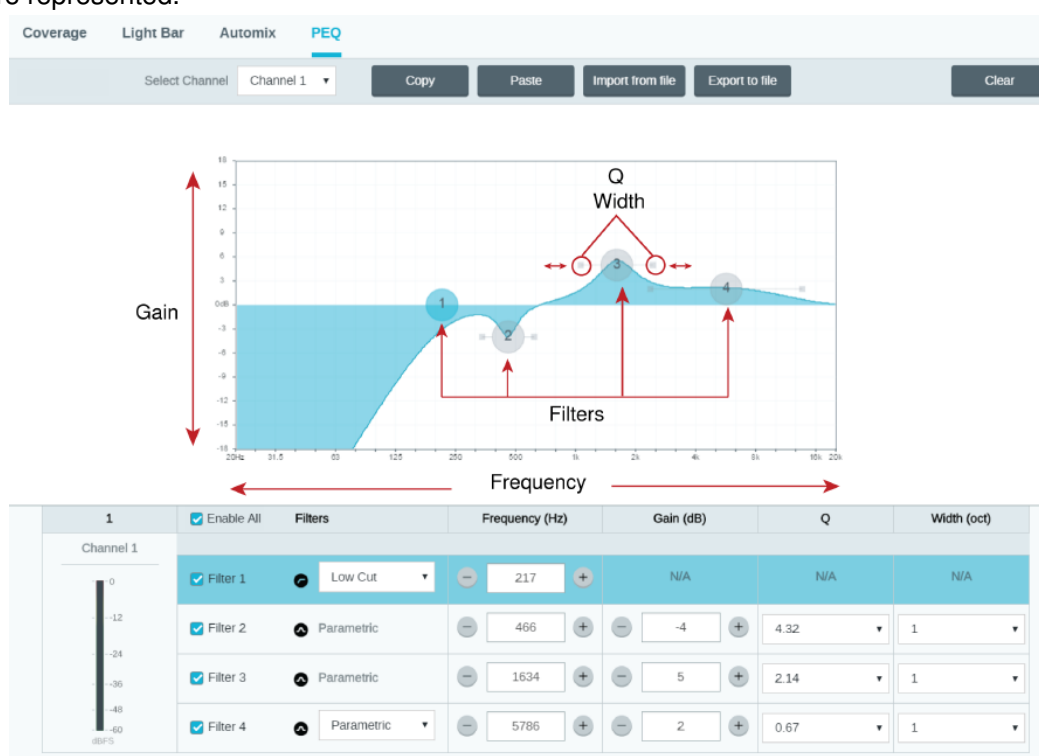 re represented.
Coverage Light Bar Automix PEQ
Select Channel Channel 1 Copy Paste Import from file Export to file Clear
18
15
12
9
6
3
0dB
-3
-6
-9
-12
-15
-18
Gain
Q
Width
1 2 3 4
Filters
20Hz 31.5 63 125 250 500 1k 2k 4k 8k 16k 20k
Frequency
1 Enable All Filters Frequency (Hz) Gain (dB) Q Width (oct)
Channel 1
Filter 1 Low Cut 217 N/A N/A N/A
Filter 2 Parametric 466 -4 4.32 1
Filter 3 Parametric 1634 5 2.14 1
Filter 4 Parametric 5786 2 0.67 1
0
-12
-24
-36
-48
-60
dBFS